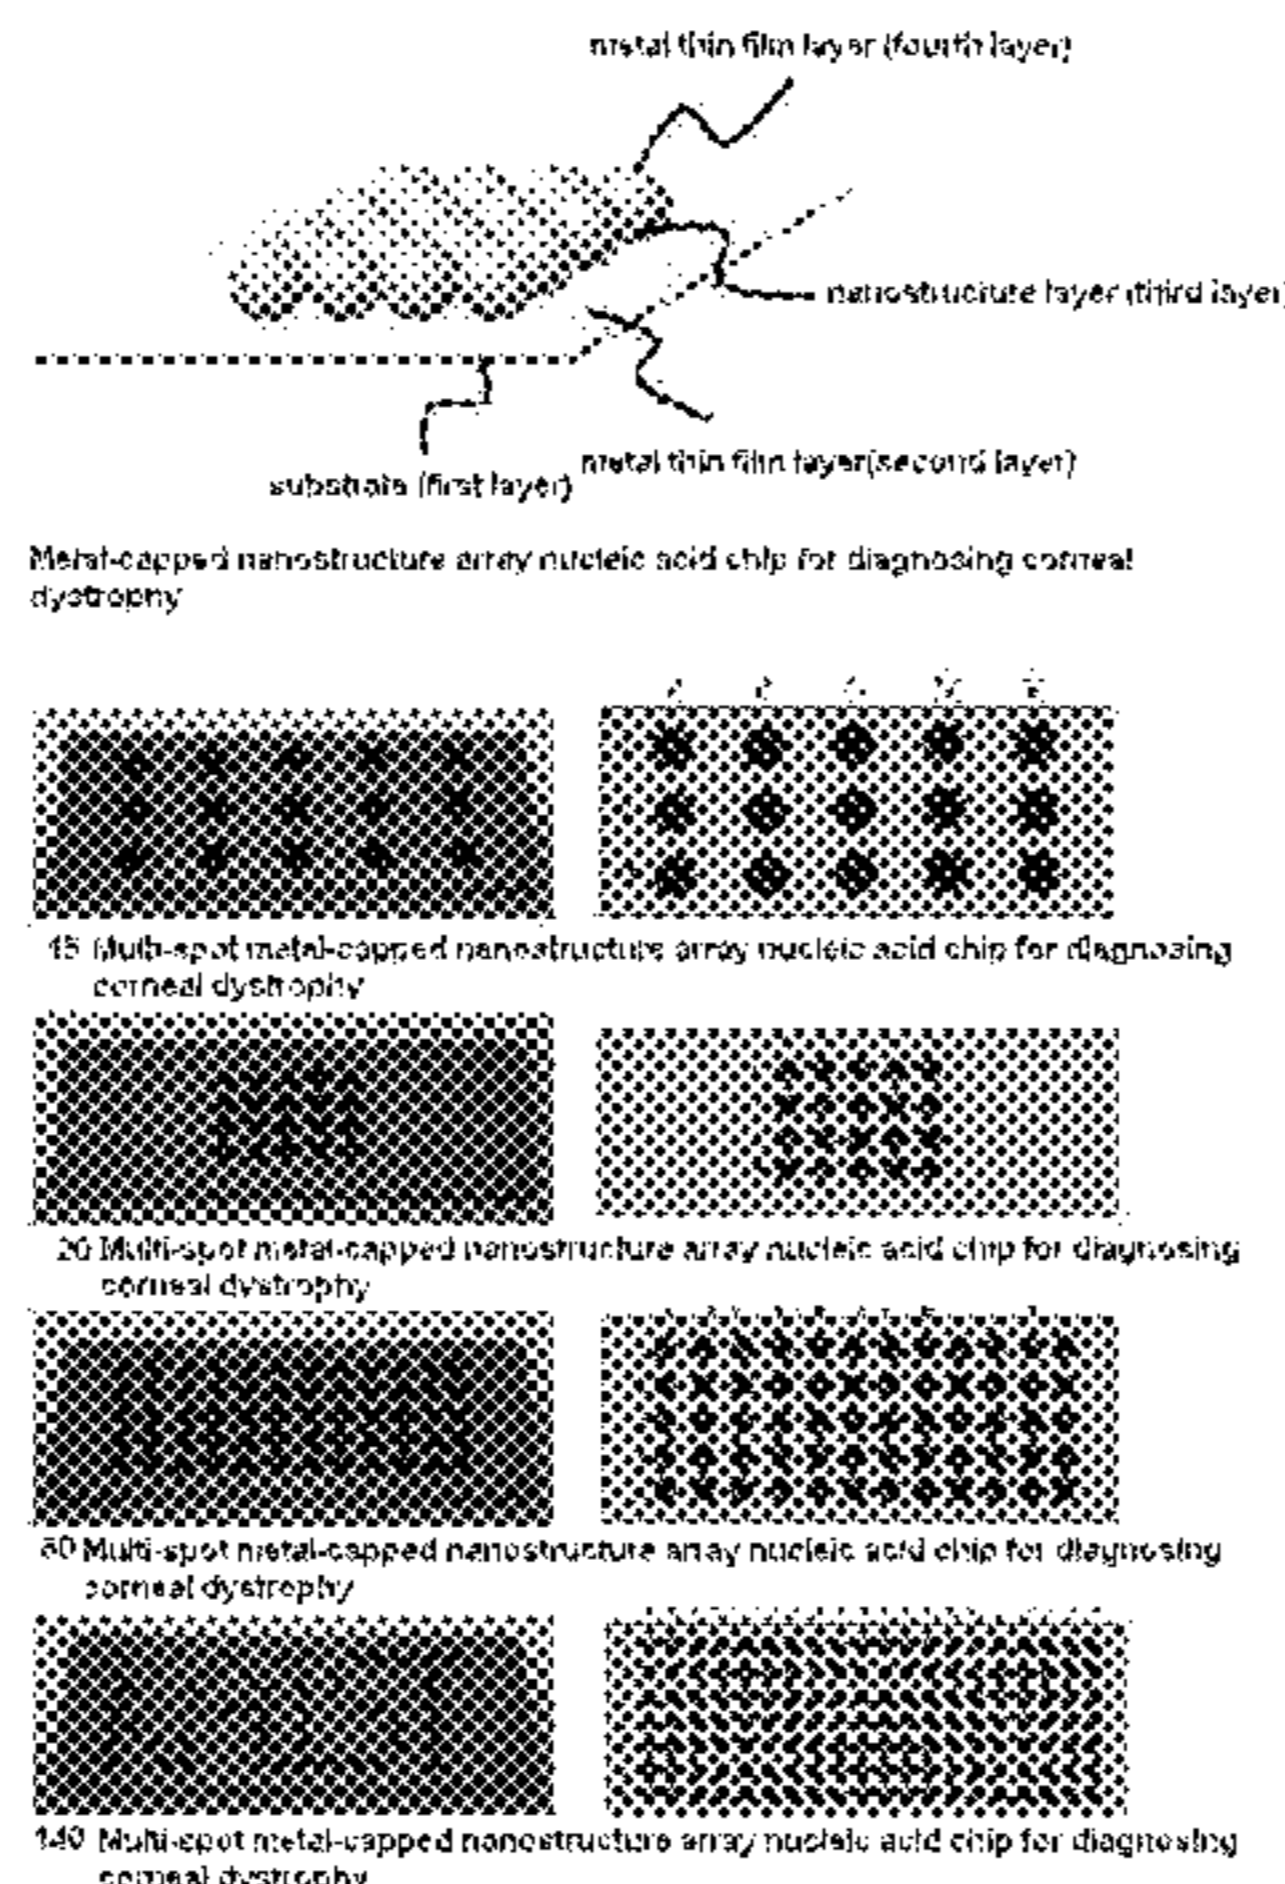 metal thin film layer (fourth layer)
nanostructure layer (third layer)
metal thin film layer(second layer)
substrate (first layer)
Metal-capped nanostructure array nucleic acid chip for diagnosing corneal
dystrophy
15 Multi-spot metal-capped nanostructure array nucleic acid chip for diagnosing
corneal dystrophy
20 Multi-spot metal-capped nanostructure array nucleic acid chip for diagnosing
corneal dystrophy
60 Multi-spot metal-capped nanostructure array nucleic acid chip for diagnosing
corneal dystrophy
140 Multi-spot metal-capped nanostructure array nucleic acid chip for diagnosing
corneal dystrophy